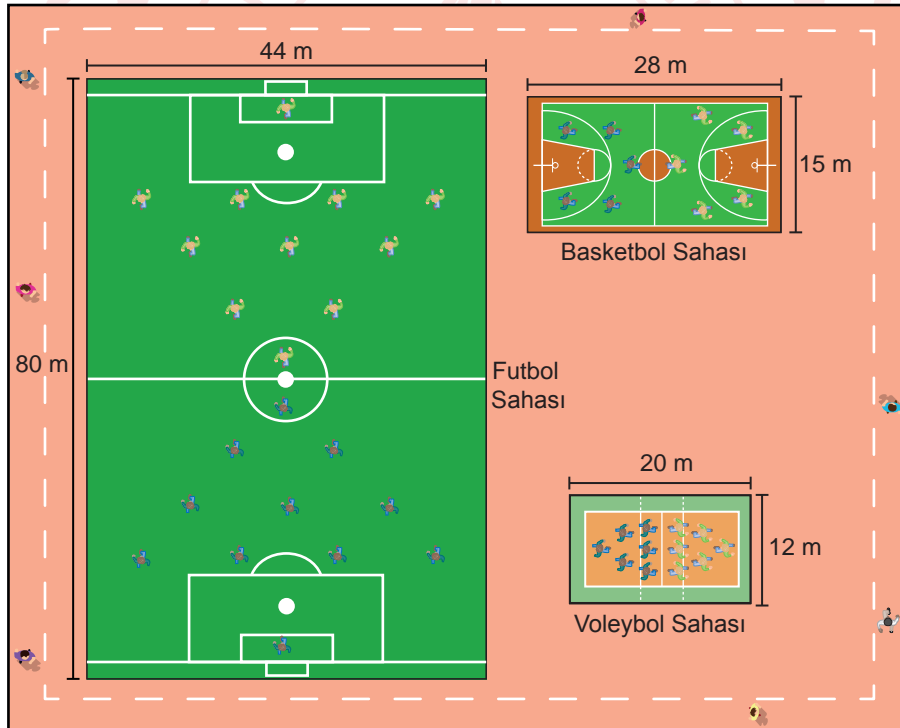 44 m
28 m
15 m
Basketbol Sahası
80 m
Futbol
Sahası
20 m
12 m
Voleybol Sahası